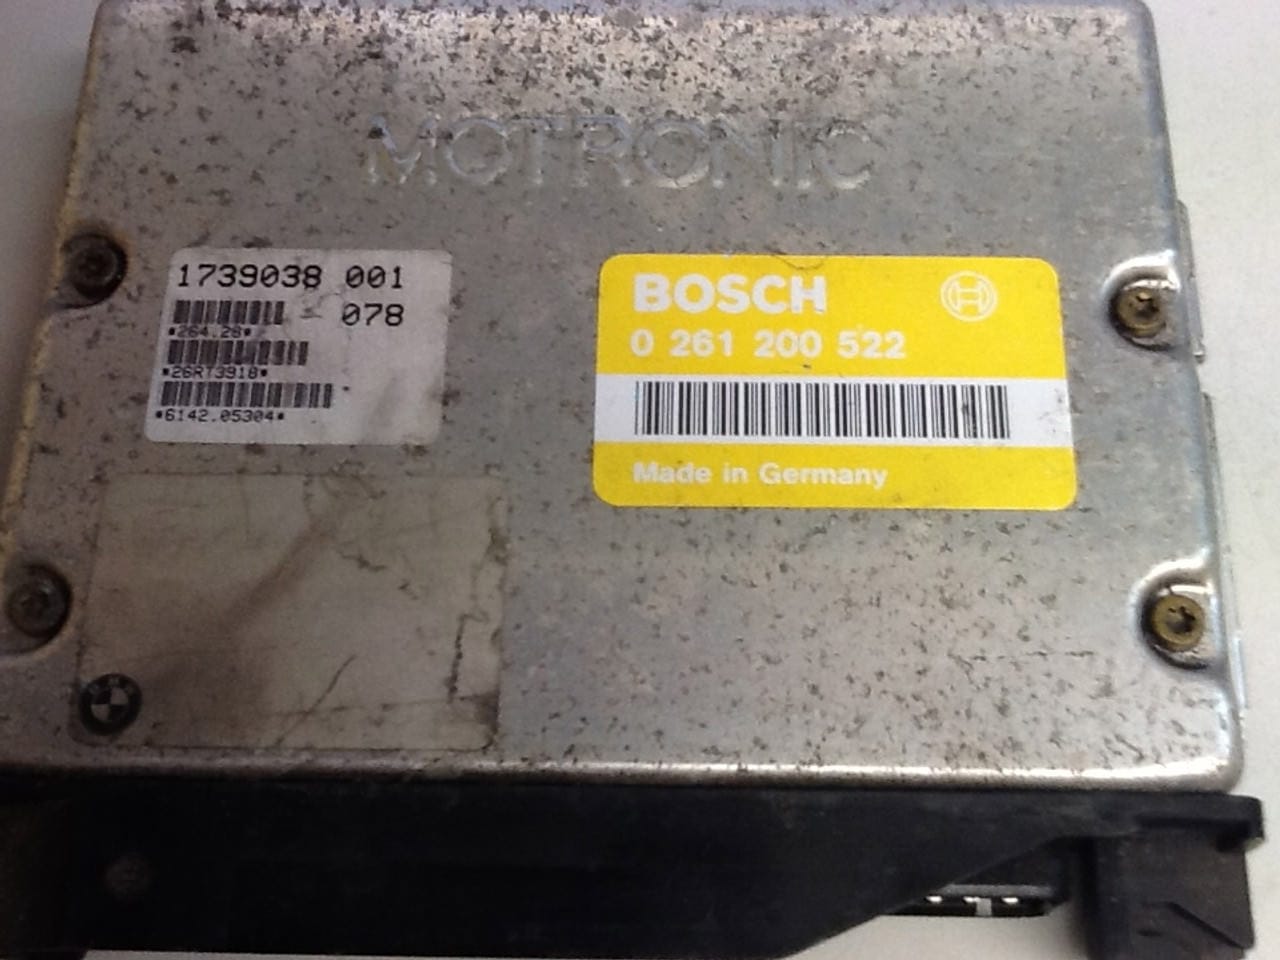 MOTRONIC
1739038 001
078
*264.28*
*26RT3918*
*6142.05304*
BOSCH
0 261 200 522
Made in Germany